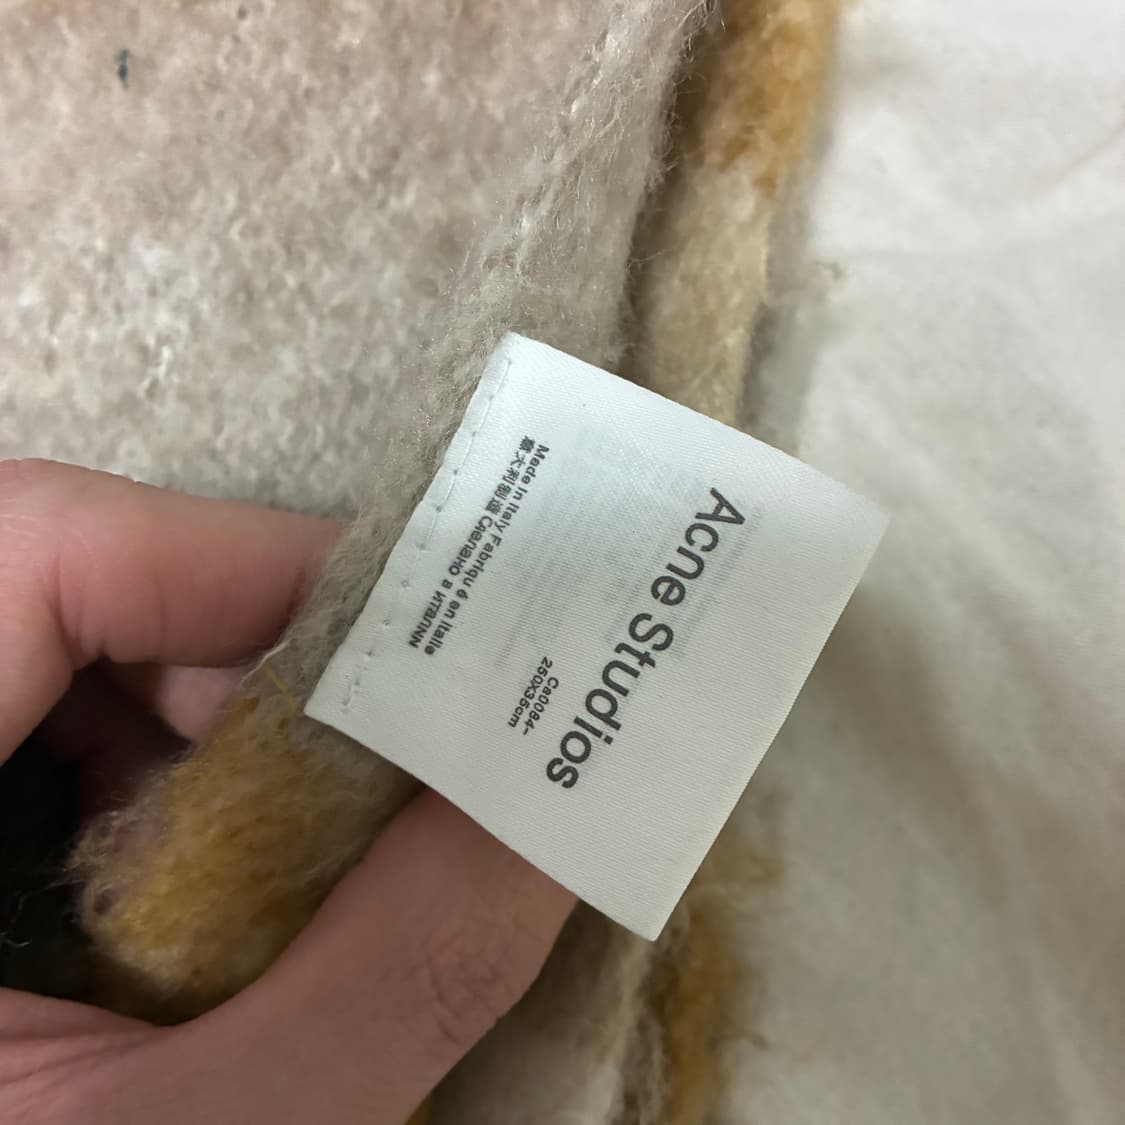 Acne Studios
Ca0084-
250X35cm
Made in Italy Fabriqu é en Italie
意大利制造 Сделано в Италии